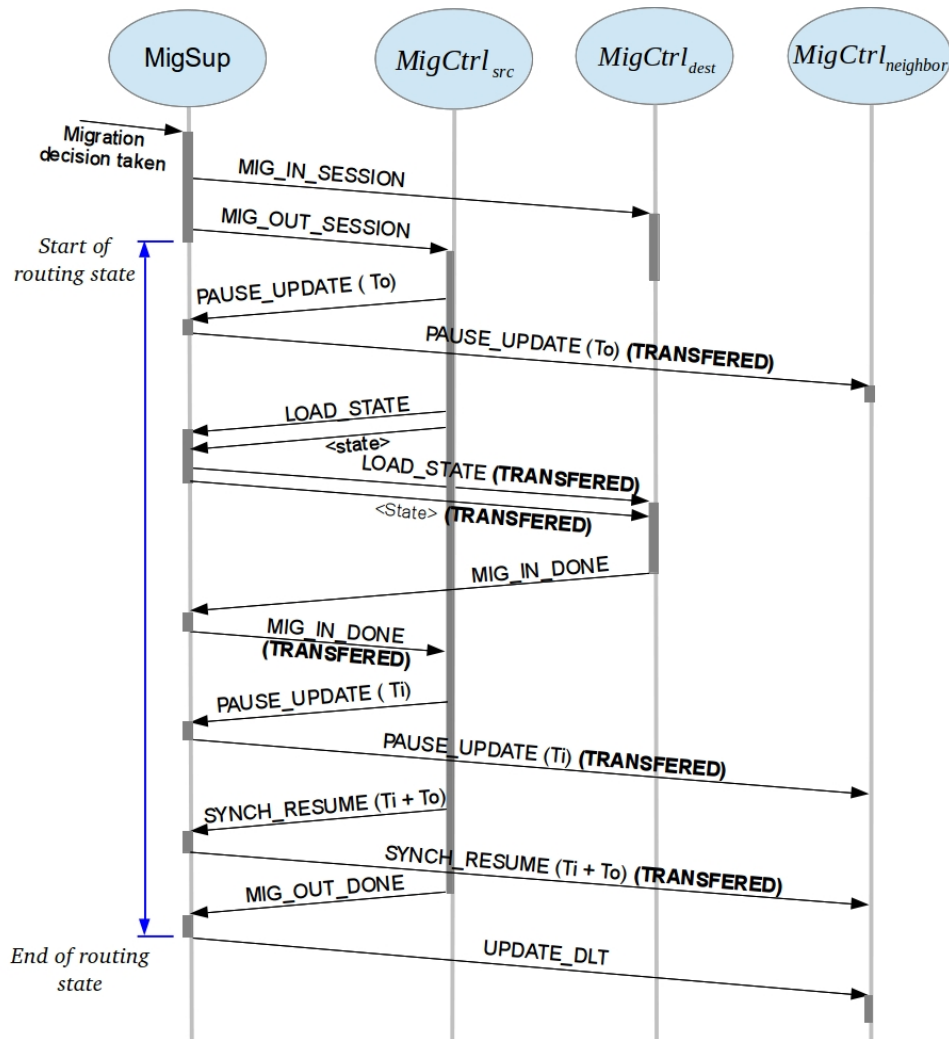 MigSup
MigCtrl src
MigCtrl dest
MigCtrl neighbor
Migration
decision taken
MIG_IN_SESSION
MIG_OUT_SESSION
Start of
routing state
PAUSE_UPDATE ( To)
PAUSE_UPDATE (To) (TRANSFERED)
LOAD_STATE
<state>
LOAD_STATE (TRANSFERED)
<State> (TRANSFERED)
MIG_IN_DONE
MIG_IN_DONE
(TRANSFERED)
PAUSE_UPDATE ( Ti)
PAUSE_UPDATE (Ti) (TRANSFERED)
SYNCH_RESUME (Ti + To)
SYNCH_RESUME (Ti + To) (TRANSFERED)
MIG_OUT_DONE
UPDATE_DLT
End of routing
state